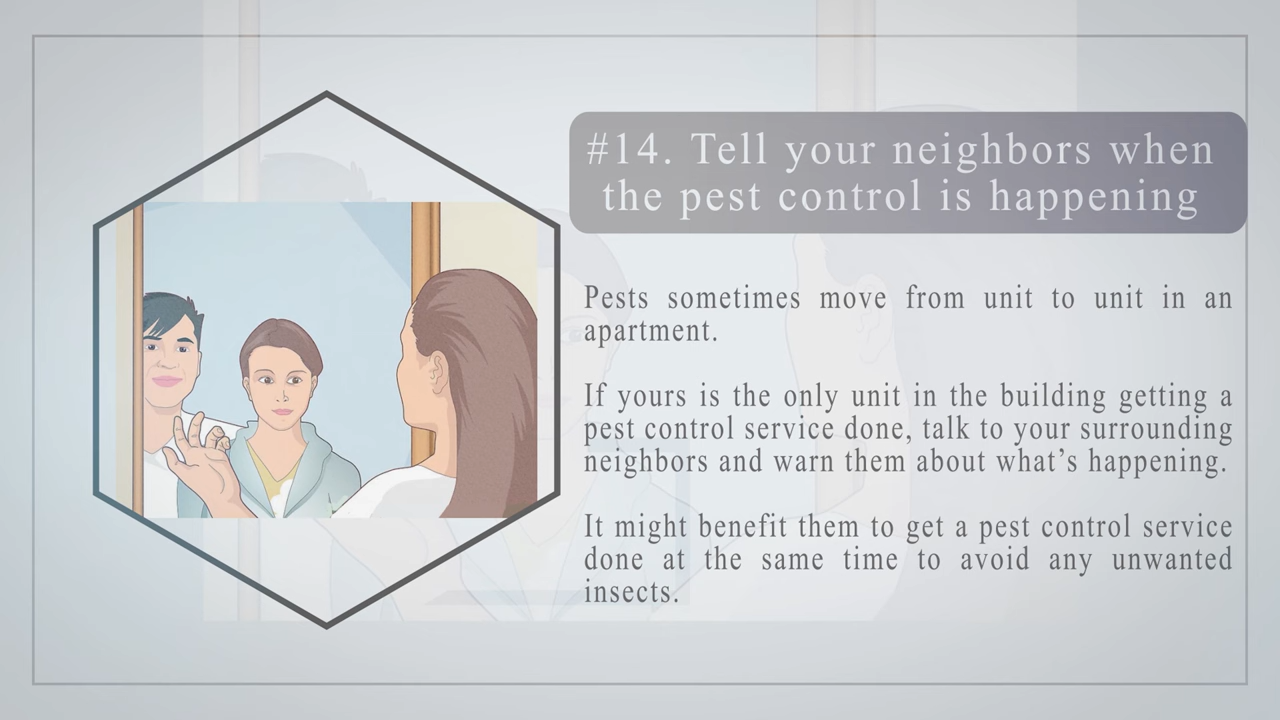 #14. Tell your neighbors when
the pest control is happening
Pests sometimes move from unit to unit in an
apartment.
If yours is the only unit in the building getting a
pest control service done, talk to your surrounding
neighbors and warn them about what’s happening.
It might benefit them to get a pest control service
done at the same time to avoid any unwanted
insects.